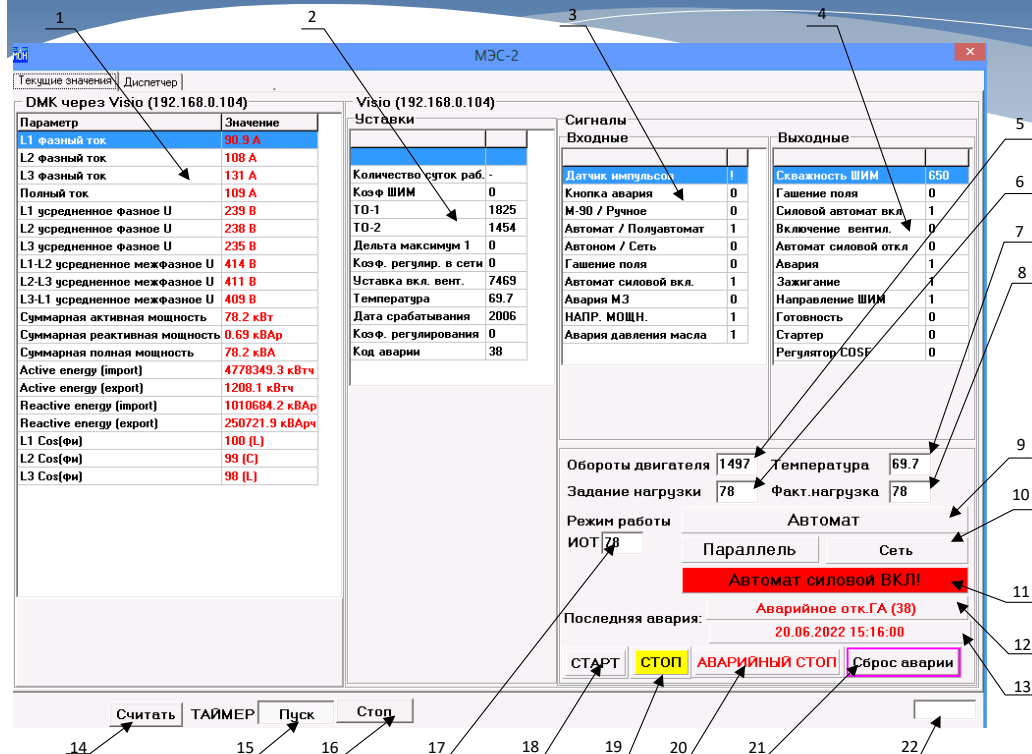 1 2 3 4
МОН МЭС-2 ×
Текущие значения Диспетчер
DMK через Visio (192.168.0.104)
Параметр Значение
L1 фазный ток 90.9 A
L2 фазный ток 108 A
L3 фазный ток 131 A
Полный ток 109 A
L1 усредненное фазное U 239 В
L2 усредненное фазное U 238 В
L3 усредненное фазное U 235 В
L1-L2 усредненное межфазное U 414 В
L2-L3 усредненное межфазное U 411 В
L3-L1 усредненное межфазное U 409 В
Суммарная активная мощность 78.2 кВт
Суммарная реактивная мощность 0.69 кВАр
Суммарная полная мощность 78.2 кВА
Active energy (import) 4778349.3 кВтч
Active energy (export) 1208.1 кВтч
Reactive energy (import) 1010684.2 кВАр
Reactive energy (export) 250721.9 кВАрч
L1 Cos(фи) 100 (L)
L2 Cos(фи) 99 (C)
L3 Cos(фи) 98 (L)
Visio (192.168.0.104)
Уставки
Количество суток раб. -
Коэф ШИМ 0
ТО-1 1825
ТО-2 1454
Дельта максимум 1 0
Коэф. регулир. в сети 0
Уставка вкл. вент. 7469
Температура 69.7
Дата срабатывания 2006
Коэф. регулирования 0
Код аварии 38
Сигналы
Входные
Датчик импульсов !
Кнопка авария 0
М-90 / Ручное 0
Автомат / Полуавтомат 1
Автоном / Сеть 0
Гашение поля 0
Автомат силовой вкл. 1
Авария МЗ 0
НАПР. МОЩН. 1
Авария давления масла 1
Выходные
Скважность ШИМ 650
Гашение поля 0
Силовой автомат вкл 1
Включение вентил. 0
Автомат силовой откл 0
Авария 1
Зажигание 1
Направление ШИМ 1
Готовность 0
Стартер 0
Регулятор COSF 0
5
6
7
8
Обороты двигателя 1497 Температура 69.7
Задание нагрузки 78 Факт.нагрузка 78
9
10
Режим работы Автомат
ИОТ 78 Параллель Сеть
Автомат силовой ВКЛ!
11
Последняя авария: Аварийное отк.ГА (38)
12
20.06.2022 15:16:00
13
СТАРТ СТОП АВАРИЙНЫЙ СТОП Сброс аварии
Считать ТАЙМЕР Пуск Стоп
14 15 16 17 18 19 20 21 22